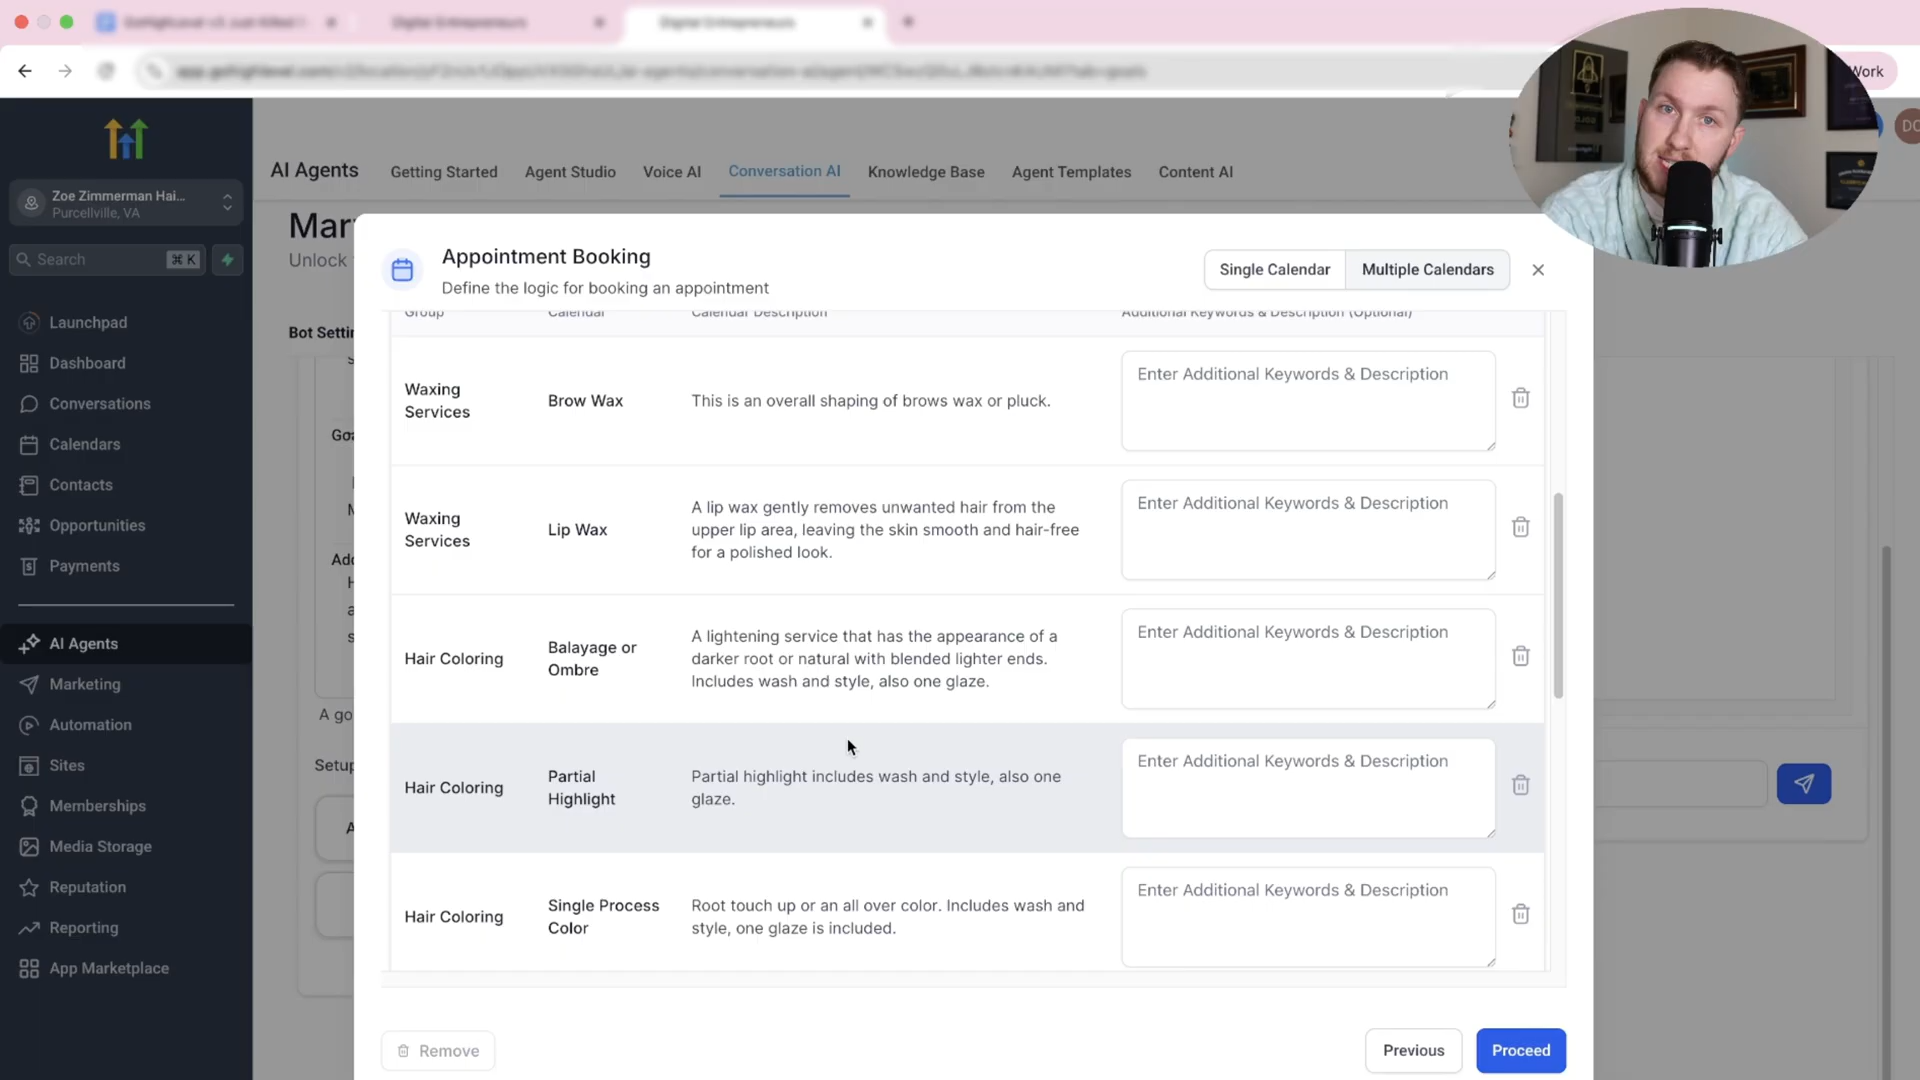 Work
DC
Zoe Zimmerman Hai...
Purcellville, VA
Search
⌘ K
Launchpad
Dashboard
Conversations
Calendars
Contacts
Opportunities
Payments
AI Agents
Marketing
Automation
Sites
Memberships
Media Storage
Reputation
Reporting
App Marketplace
AI Agents
Getting Started
Agent Studio
Voice AI
Conversation AI
Knowledge Base
Agent Templates
Content AI
Mar
Unlock
Bot Settin
Goa
Add
A go
Setup
Appointment Booking
Define the logic for booking an appointment
Single Calendar
Multiple Calendars
Group
Calendar
Calendar Description
Additional Keywords & Description (Optional)
Waxing
Services
Brow Wax
This is an overall shaping of brows wax or pluck.
Enter Additional Keywords & Description
Waxing
Services
Lip Wax
A lip wax gently removes unwanted hair from the
upper lip area, leaving the skin smooth and hair-free
for a polished look.
Enter Additional Keywords & Description
Hair Coloring
Balayage or
Ombre
A lightening service that has the appearance of a
darker root or natural with blended lighter ends.
Includes wash and style, also one glaze.
Enter Additional Keywords & Description
Hair Coloring
Partial
Highlight
Partial highlight includes wash and style, also one
glaze.
Enter Additional Keywords & Description
Hair Coloring
Single Process
Color
Root touch up or an all over color. Includes wash and
style, one glaze is included.
Enter Additional Keywords & Description
Remove
Previous
Proceed